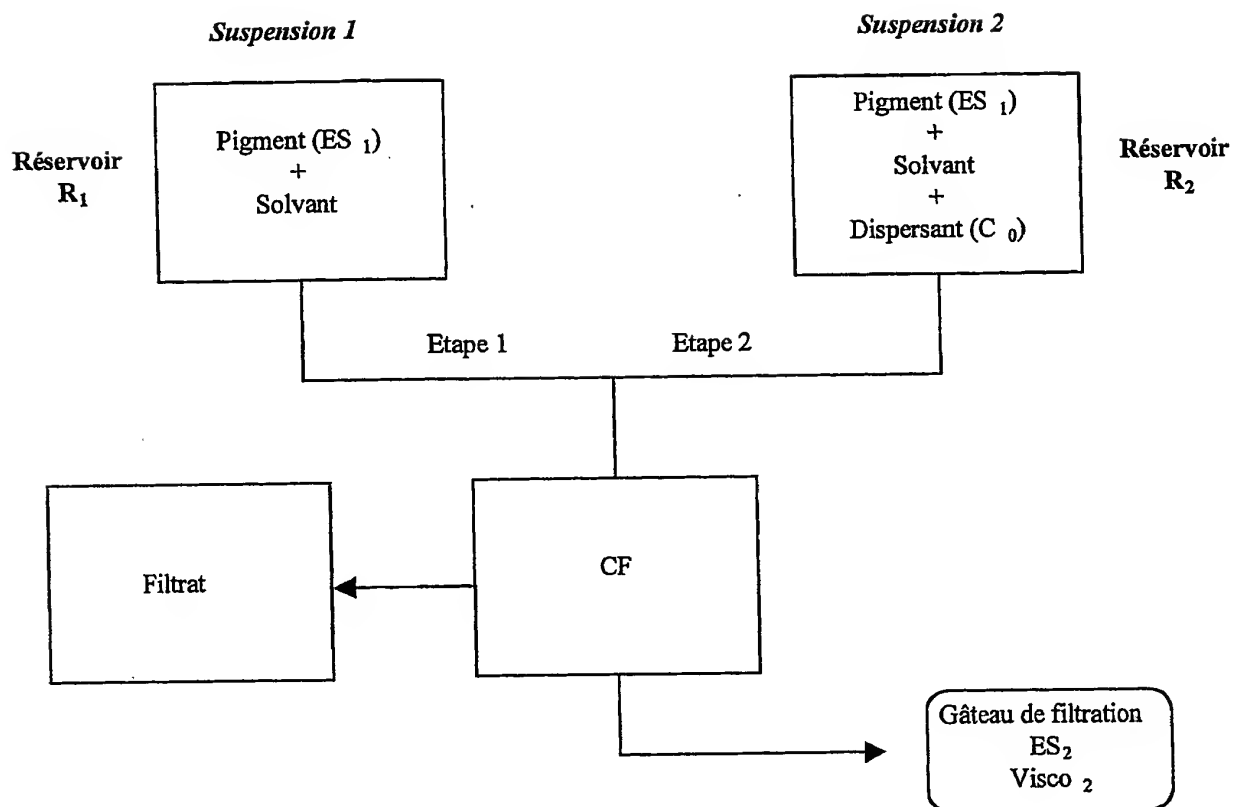 Suspension 1
Suspension 2
Réservoir
R₁
Pigment (ES ₁)
+
Solvant
Pigment (ES ₁)
+
Solvant
+
Dispersant (C ₀)
Réservoir
R₂
Etape 1
Etape 2
Filtrat
CF
Gâteau de filtration
ES₂
Visco ₂